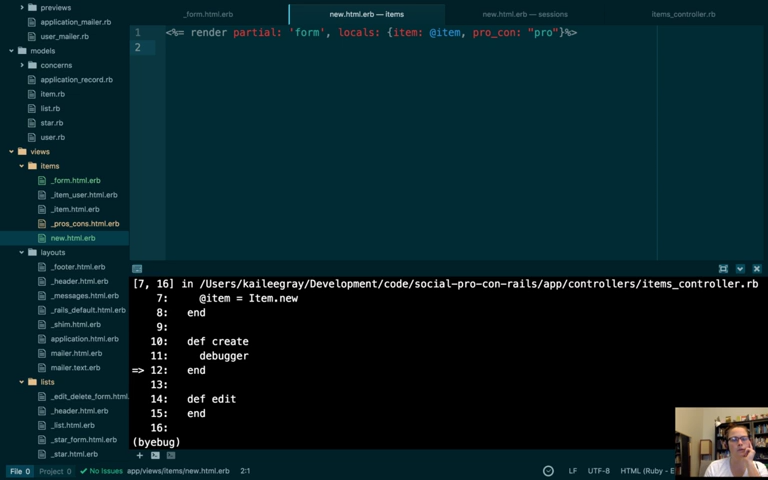 previews
application_mailer.rb
user_mailer.rb
models
concerns
application_record.rb
item.rb
list.rb
star.rb
user.rb
views
items
_form.html.erb
_item_user.html.erb
_item.html.erb
_pros_cons.html.erb
new.html.erb
layouts
_footer.html.erb
_header.html.erb
_messages.html.erb
_rails_default.html.erb
_shim.html.erb
application.html.erb
mailer.html.erb
mailer.text.erb
lists
_edit_delete_form.html.
_header.html.erb
_list.html.erb
_star_form.html.erb
_star.html.erb
_form.html.erb
new.html.erb — items
new.html.erb — sessions
items_controller.rb
1 <%= render partial: 'form', locals: {item: @item, pro_con: "pro"}%>
2
[7, 16] in /Users/kaileegray/Development/code/social-pro-con-rails/app/controllers/items_controller.rb
7: @item = Item.new
8: end
9:
10: def create
11: debugger
=> 12: end
13:
14: def edit
15: end
16:
(byebug)
File 0 Project 0 No Issues app/views/items/new.html.erb 2:1 LF UTF-8 HTML (Ruby - E